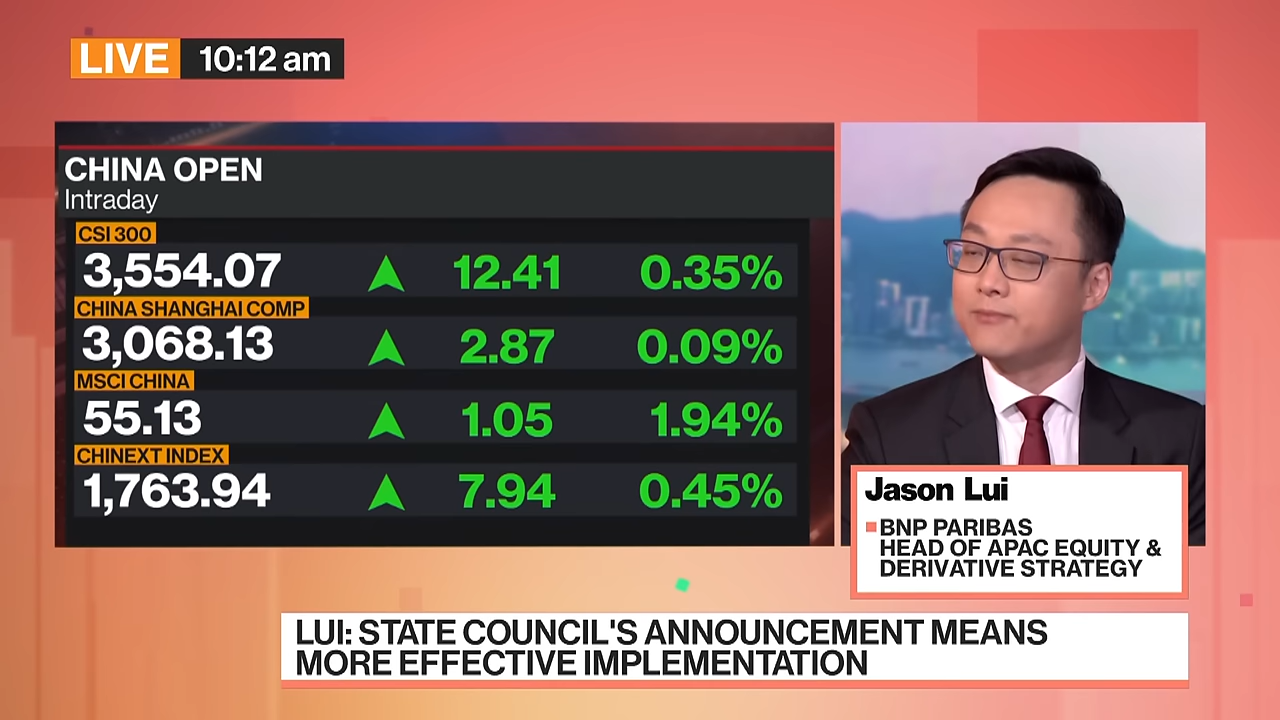 LIVE 10:12 am
CHINA OPEN
Intraday
CSI 300
3,554.07 ▲ 12.41 0.35%
CHINA SHANGHAI COMP
3,068.13 ▲ 2.87 0.09%
MSCI CHINA
55.13 ▲ 1.05 1.94%
CHINEXT INDEX
1,763.94 ▲ 7.94 0.45%
Jason Lui
BNP PARIBAS
HEAD OF APAC EQUITY &
DERIVATIVE STRATEGY
LUI: STATE COUNCIL'S ANNOUNCEMENT MEANS
MORE EFFECTIVE IMPLEMENTATION